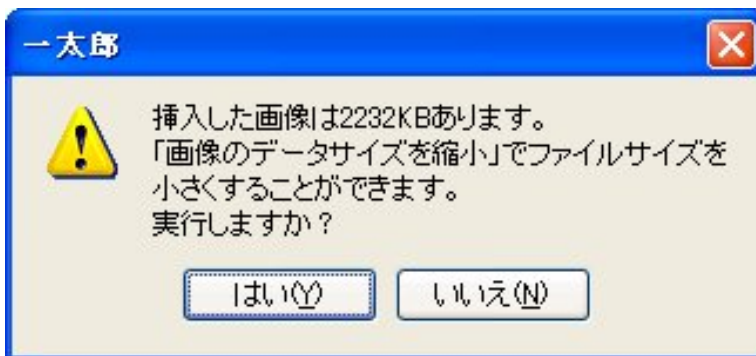 一太郎
挿入した画像は2232KBあります。
「画像のデータサイズを縮小」でファイルサイズを
小さくすることができます。
実行しますか？
はい(Y)
いいえ(N)